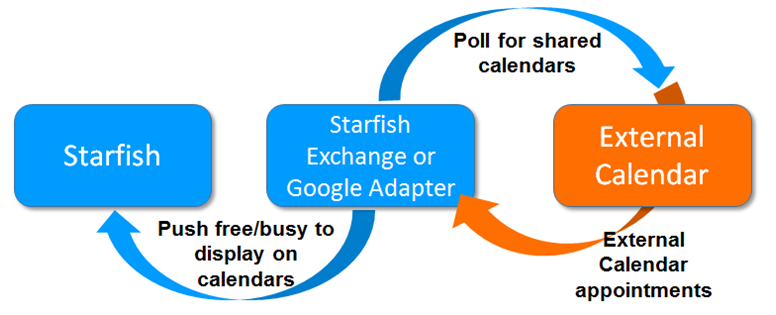 Poll for shared
calendars
Starfish
Starfish
Exchange or
Google Adapter
External
Calendar
Push free/busy to
display on
calendars
External
Calendar
appointments